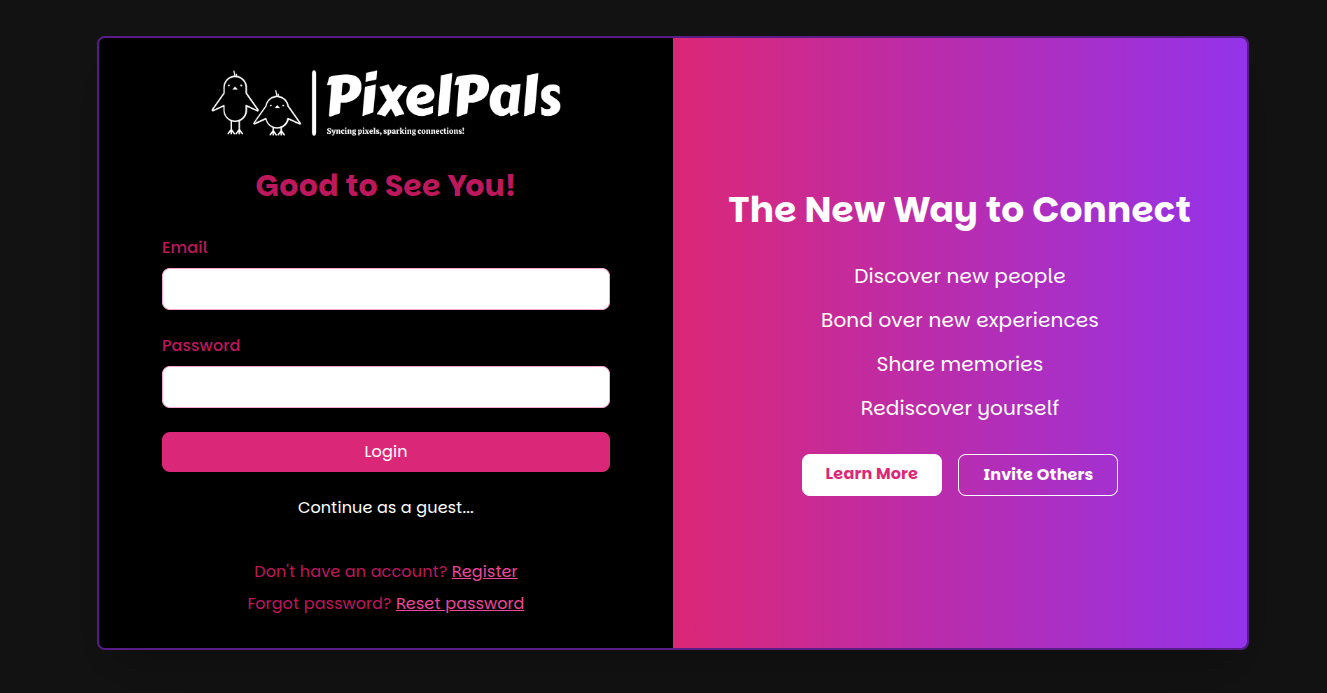 PixelPals
Syncing pixels, sparking connections!
Good to See You!
Email
Password
Login
Continue as a guest...
Don't have an account? Register
Forgot password? Reset password
The New Way to Connect
Discover new people
Bond over new experiences
Share memories
Rediscover yourself
Learn More
Invite Others